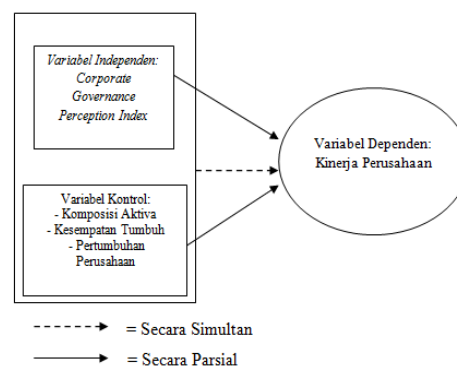 Variabel Independen:
Corporate
Governance
Perception Index
Variabel Dependen:
Kinerja Perusahaan
Variabel Kontrol:
- Komposisi Aktiva
- Kesempatan Tumbuh
- Pertumbuhan
Perusahaan
= Secara Simultan
= Secara Parsial